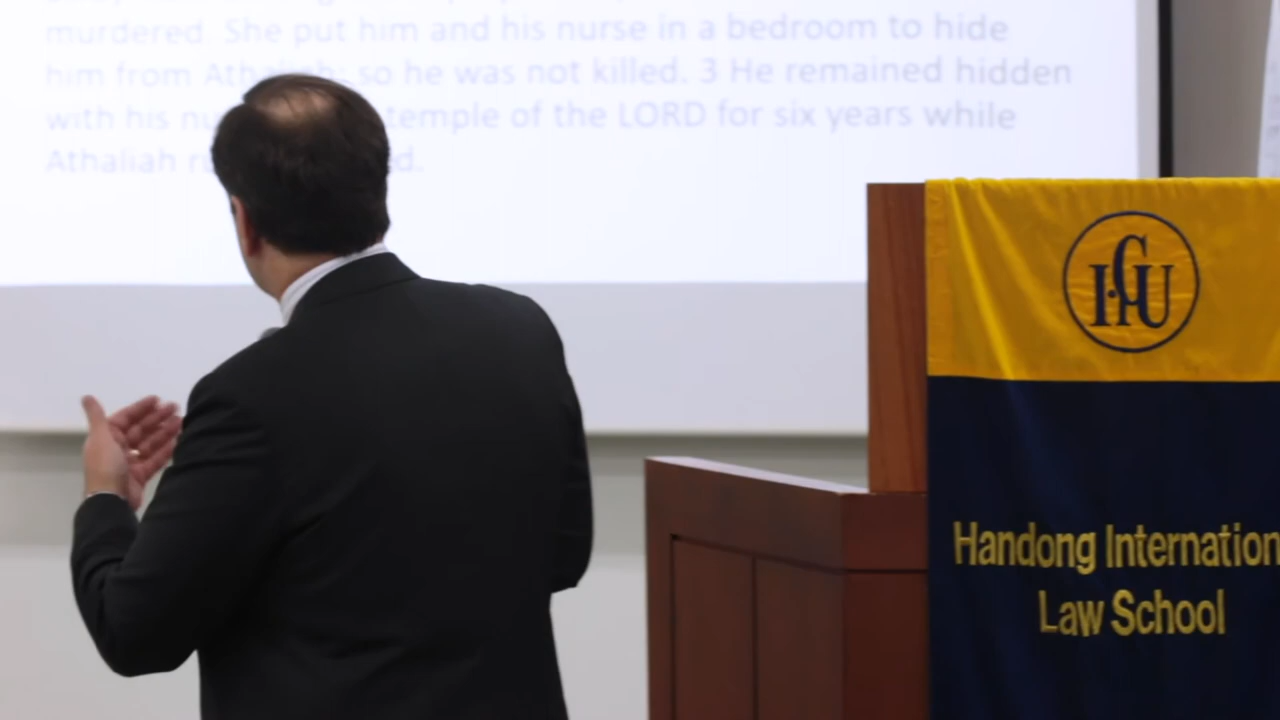 murdered. She put him and his nurse in a bedroom to hide
him from Athaliah; so he was not killed. 3 He remained hidden
with his nu temple of the LORD for six years while
Athaliah r d.
HGU
Handong Internation
Law School